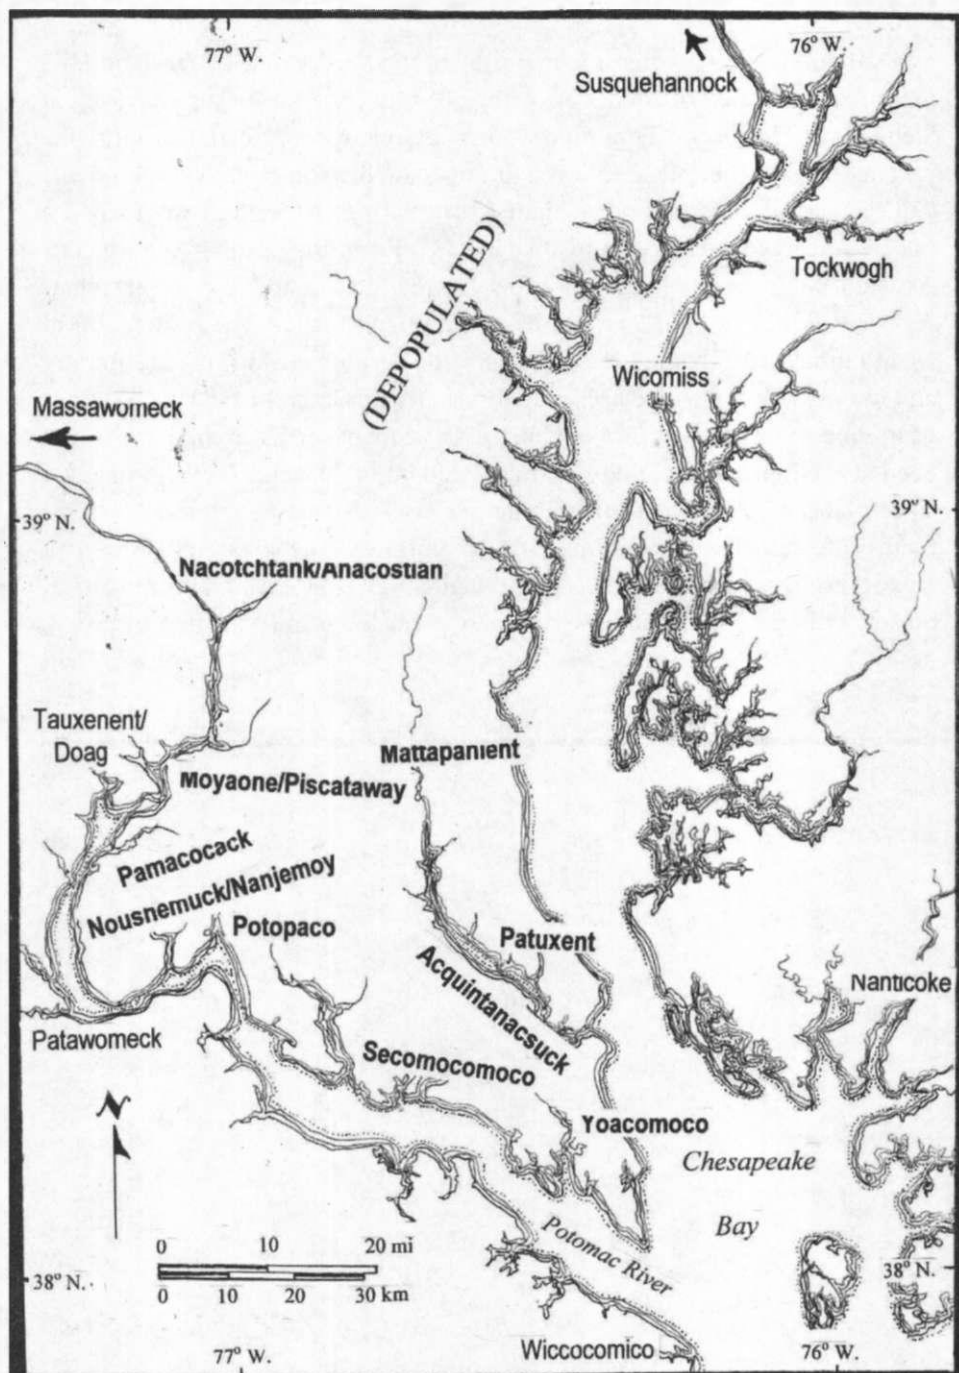 77° W.
76° W.
Susquehannock
Tockwogh
(DEPOPULATED)
Wicomiss
Massawomeck
39° N.
39° N.
Nacotchtank/Anacostian
Tauxenent/
Doag
Mattapanient
Moyaone/Piscataway
Pamacocack
Nousnemuck/Nanjemoy
Potopaco
Patuxent
Acquintanacsuck
Nanticoke
Patawomeck
Secomocomoco
Yoacomoco
N
Chesapeake
Bay
0 10 20 mi
0 10 20 30 km
Potomac River
38° N.
38° N.
Wiccocomico
77° W.
76° W.